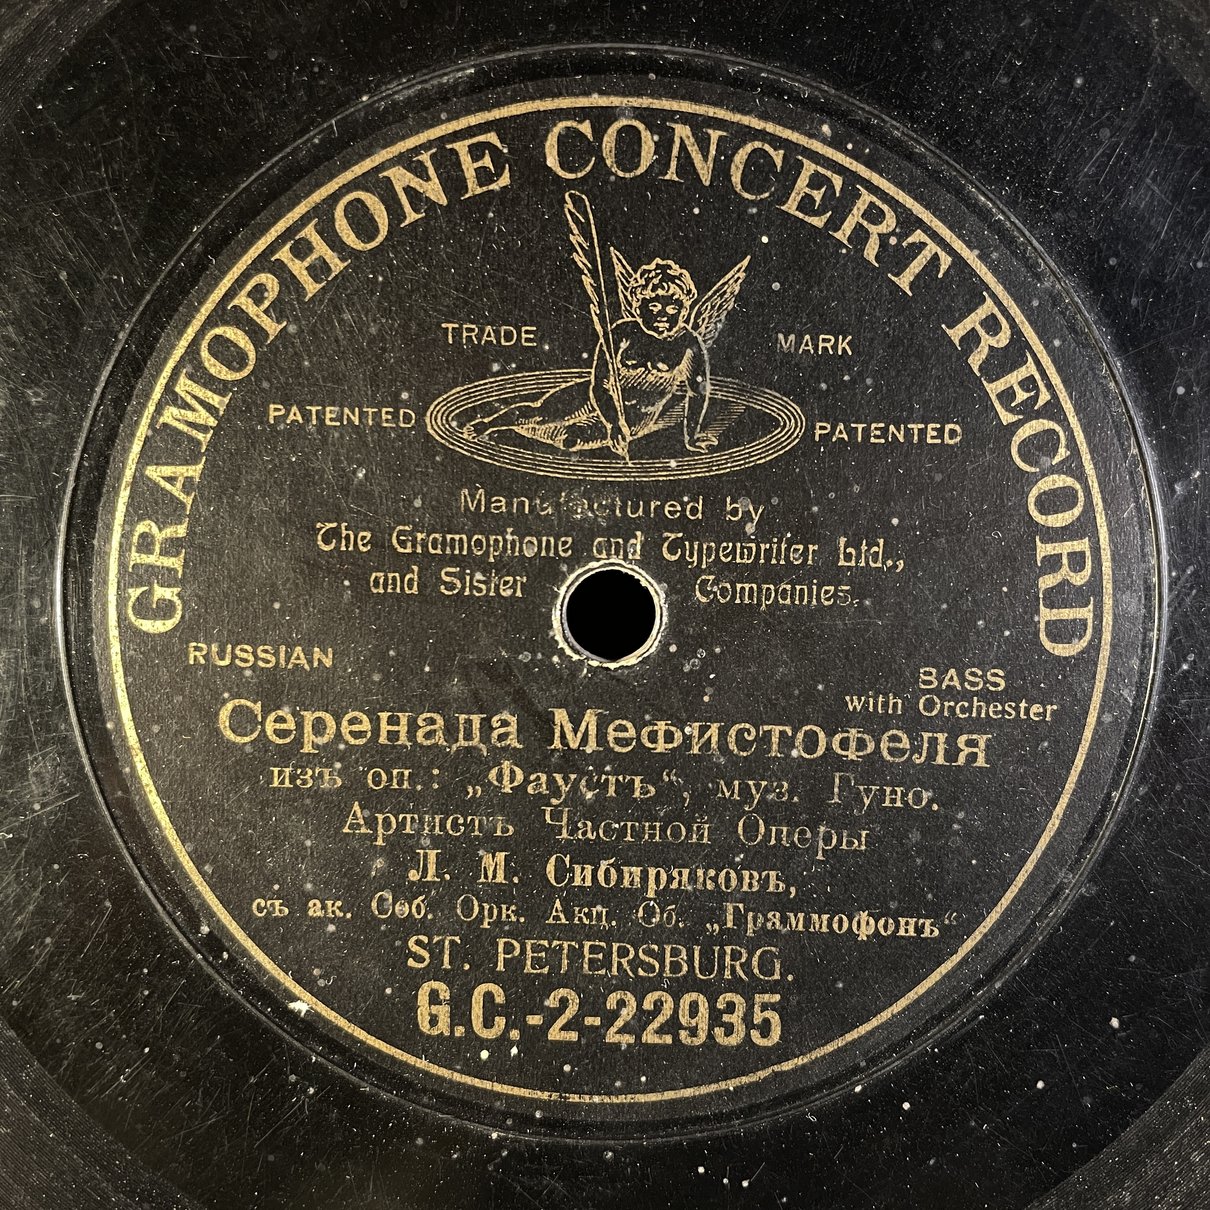 GRAMOPHONE CONCERT RECORD
TRADE MARK
PATENTED PATENTED
Manufactured by
The Gramophone and Typewriter Ltd.,
and Sister Companies.
RUSSIAN
BASS
with Orchester
Серенада Мефистофеля
изъ оп.: „Фаустъ“, муз. Гуно.
Артистъ Частной Оперы
Л. М. Сибиряковъ,
съ ак. Соб. Орк. Акц. Об. „Граммофонъ“
ST. PETERSBURG.
G.C.-2-22935